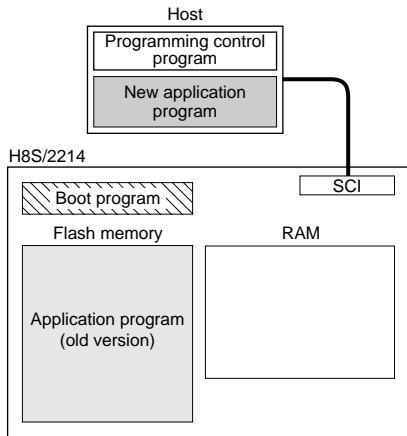 Host
Programming control
program
New application
program
H8S/2214
SCI
Boot program
Flash memory
RAM
Application program
(old version)